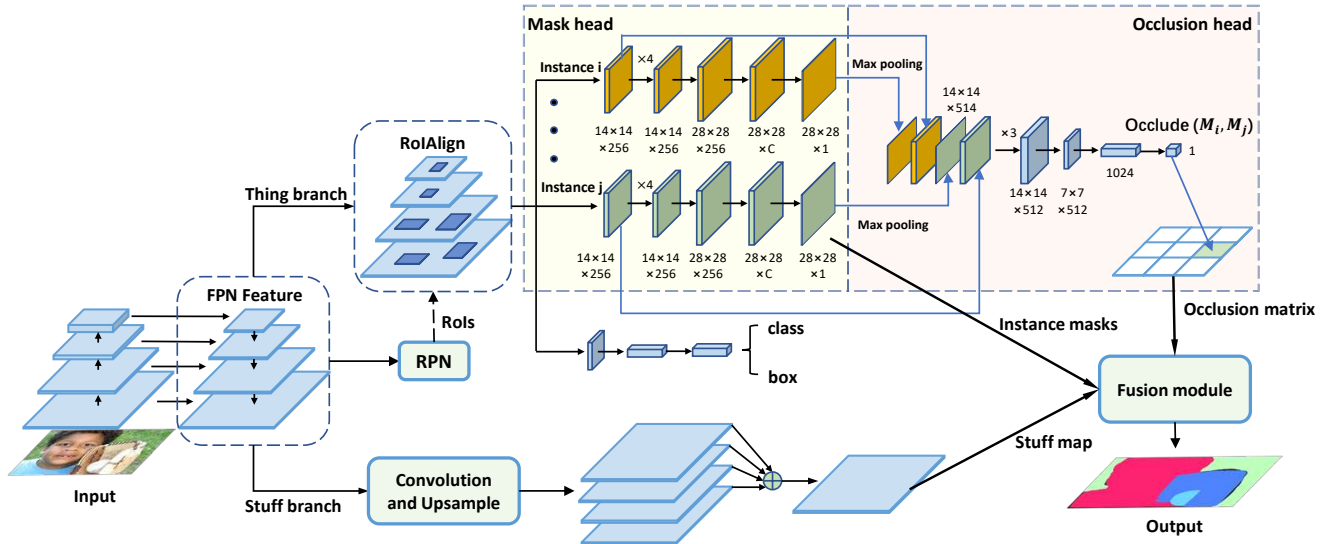 Mask head
Occlusion head
Instance i
×4
Max pooling
14×14
×256
14×14
×256
28×28
×256
28×28
×C
28×28
×1
14×14
×514
×3
Occlude (M_i, M_j)
1
1024
14×14
×512
7×7
×512
RoIAlign
Thing branch
Instance j
×4
Max pooling
14×14
×256
14×14
×256
28×28
×256
28×28
×C
28×28
×1
FPN Feature
RoIs
RPN
class
box
Instance masks
Occlusion matrix
Fusion module
Stuff map
Input
Stuff branch
Convolution
and Upsample
Output